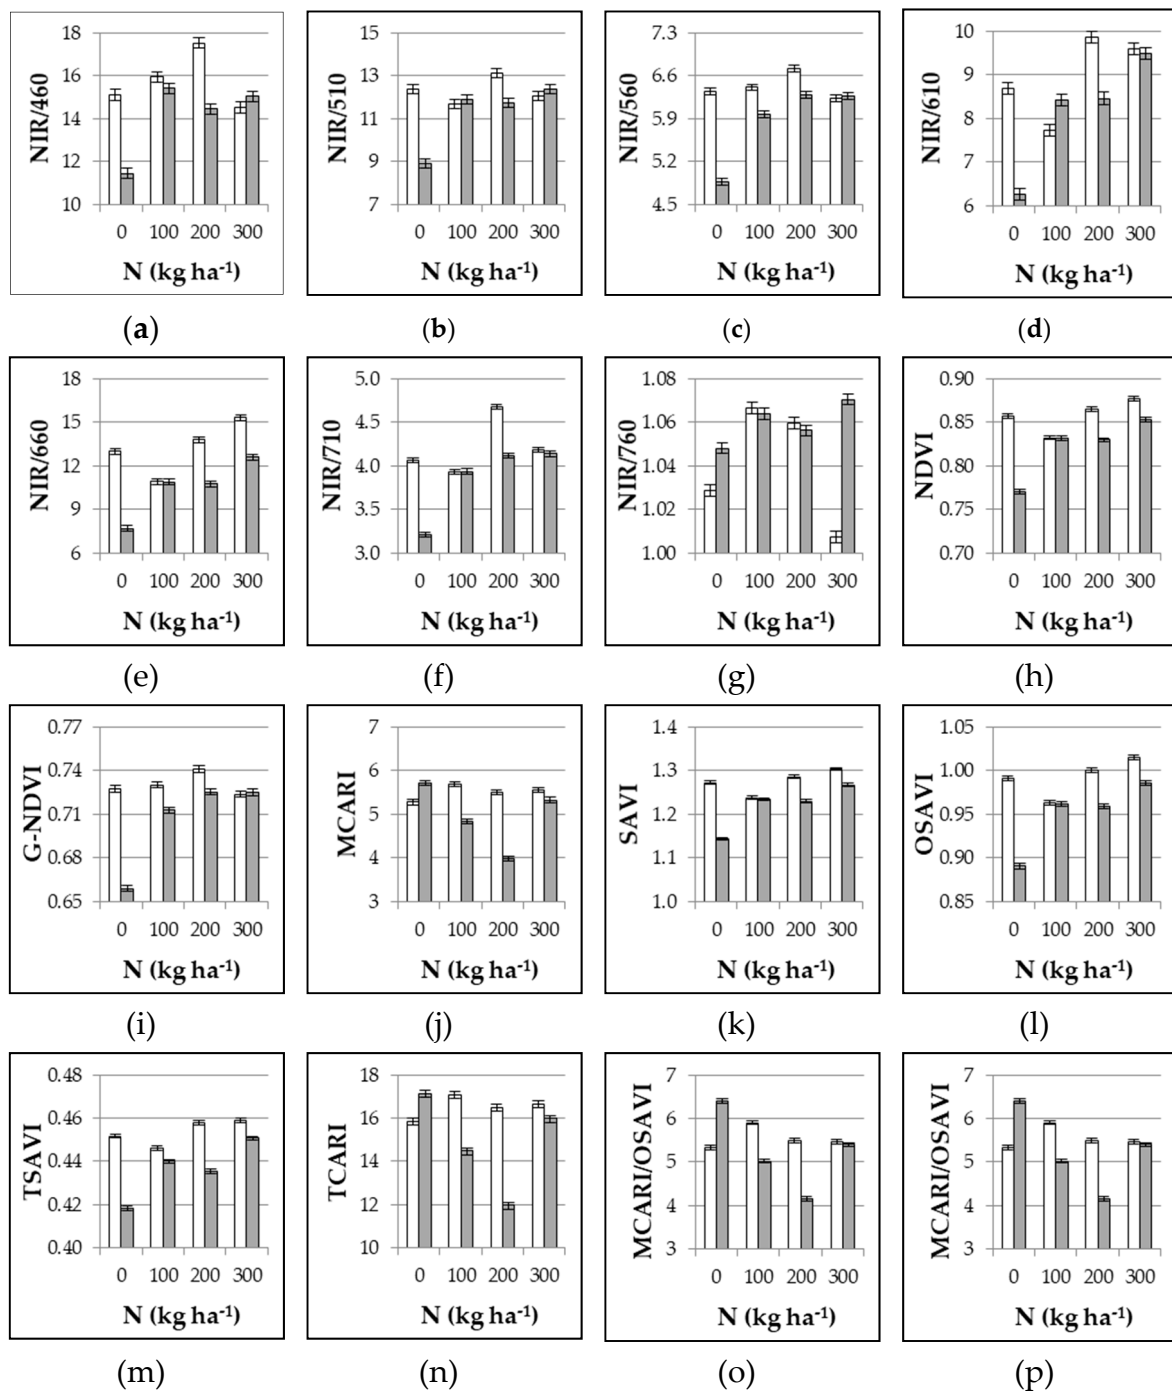 NIR/460
18
16
14
12
10
0 100 200 300
N (kg ha-1)
(a)
NIR/510
15
13
11
9
7
0 100 200 300
N (kg ha-1)
(b)
NIR/560
7.3
6.6
5.9
5.2
4.5
0 100 200 300
N (kg ha-1)
(c)
NIR/610
10
9
8
7
6
0 100 200 300
N (kg ha-1)
(d)
NIR/660
18
15
12
9
6
0 100 200 300
N (kg ha-1)
(e)
NIR/710
5.0
4.5
4.0
3.5
3.0
0 100 200 300
N (kg ha-1)
(f)
NIR/760
1.08
1.06
1.04
1.02
1.00
0 100 200 300
N (kg ha-1)
(g)
NDVI
0.90
0.85
0.80
0.75
0.70
0 100 200 300
N (kg ha-1)
(h)
G-NDVI
0.77
0.74
0.71
0.68
0.65
0 100 200 300
N (kg ha-1)
(i)
MCARI
7
6
5
4
3
0 100 200 300
N (kg ha-1)
(j)
SAVI
1.4
1.3
1.2
1.1
1.0
0 100 200 300
N (kg ha-1)
(k)
OSAVI
1.05
1.00
0.95
0.90
0.85
0 100 200 300
N (kg ha-1)
(l)
TSAVI
0.48
0.46
0.44
0.42
0.40
0 100 200 300
N (kg ha-1)
(m)
TCARI
18
16
14
12
10
0 100 200 300
N (kg ha-1)
(n)
MCARI/OSAVI
7
6
5
4
3
0 100 200 300
N (kg ha-1)
(o)
MCARI/OSAVI
7
6
5
4
3
0 100 200 300
N (kg ha-1)
(p)